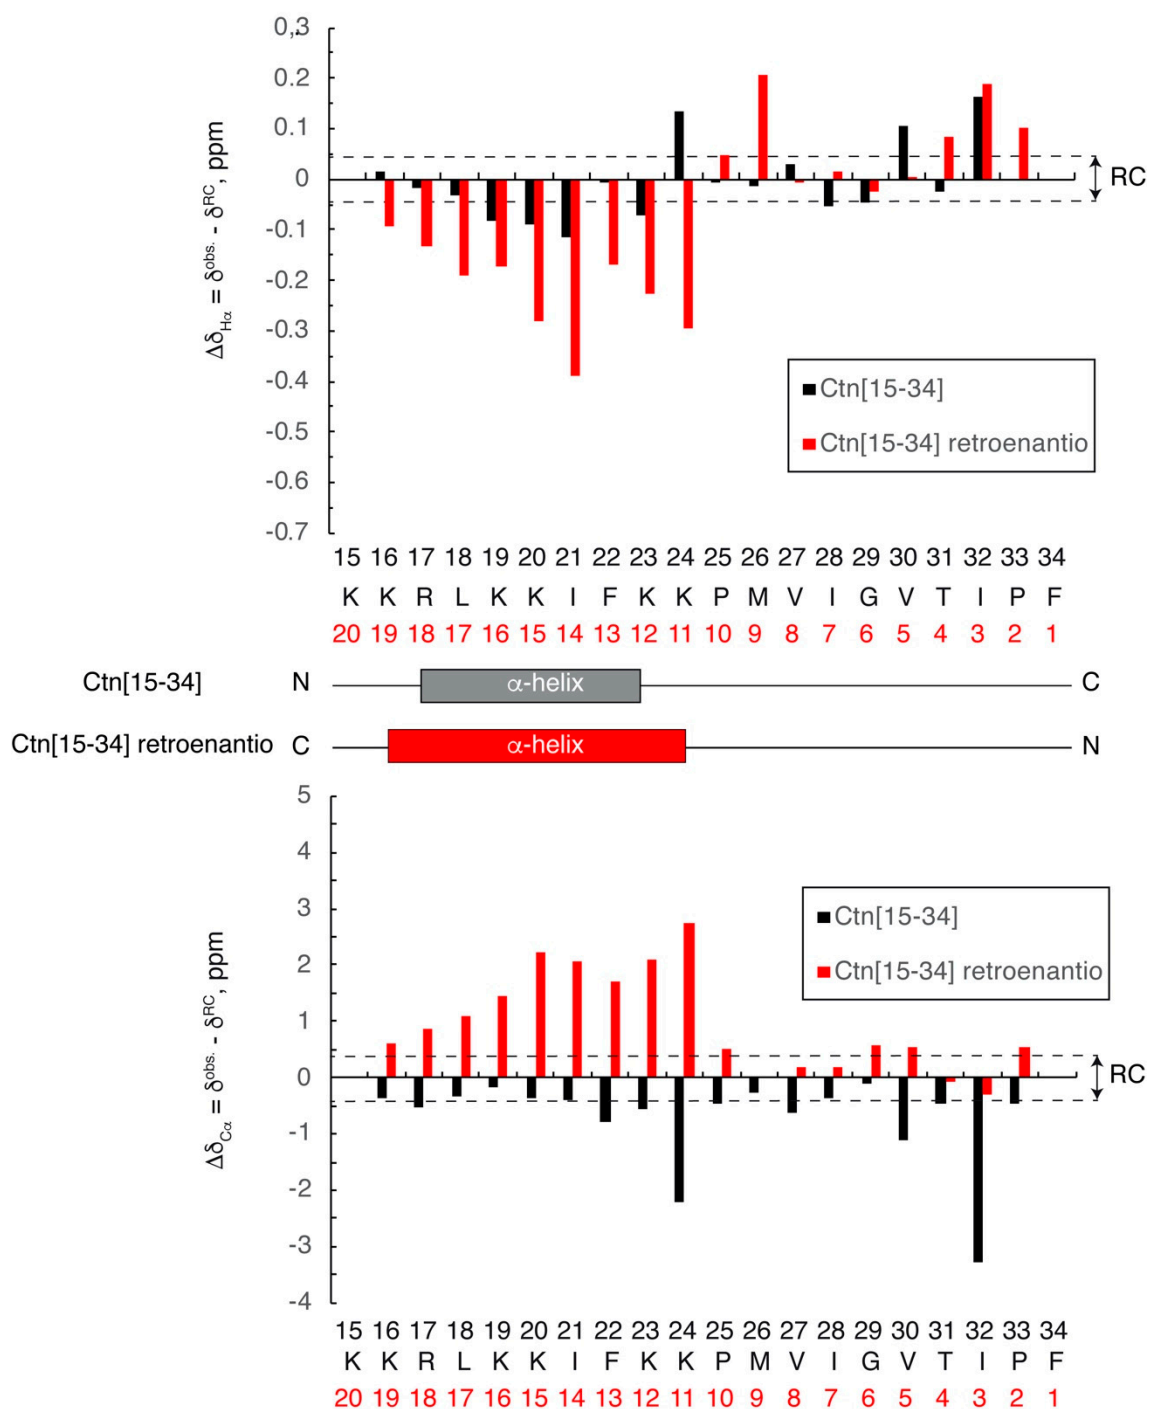 0,3
0.2
0.1
0
-0.1
-0.2
-0.3
-0.4
-0.5
-0.6
-0.7
ΔδHα = δobs. - δRC, ppm
RC
Ctn[15-34]
Ctn[15-34] retroenantio
15 16 17 18 19 20 21 22 23 24 25 26 27 28 29 30 31 32 33 34
K K R L K K I F K K P M V I G V T I P F
20 19 18 17 16 15 14 13 12 11 10 9 8 7 6 5 4 3 2 1
Ctn[15-34] N α-helix C
Ctn[15-34] retroenantio C α-helix N
5
4
3
2
1
0
-1
-2
-3
-4
ΔδCα = δobs. - δRC, ppm
Ctn[15-34]
Ctn[15-34] retroenantio
RC
15 16 17 18 19 20 21 22 23 24 25 26 27 28 29 30 31 32 33 34
K K R L K K I F K K P M V I G V T I P F
20 19 18 17 16 15 14 13 12 11 10 9 8 7 6 5 4 3 2 1